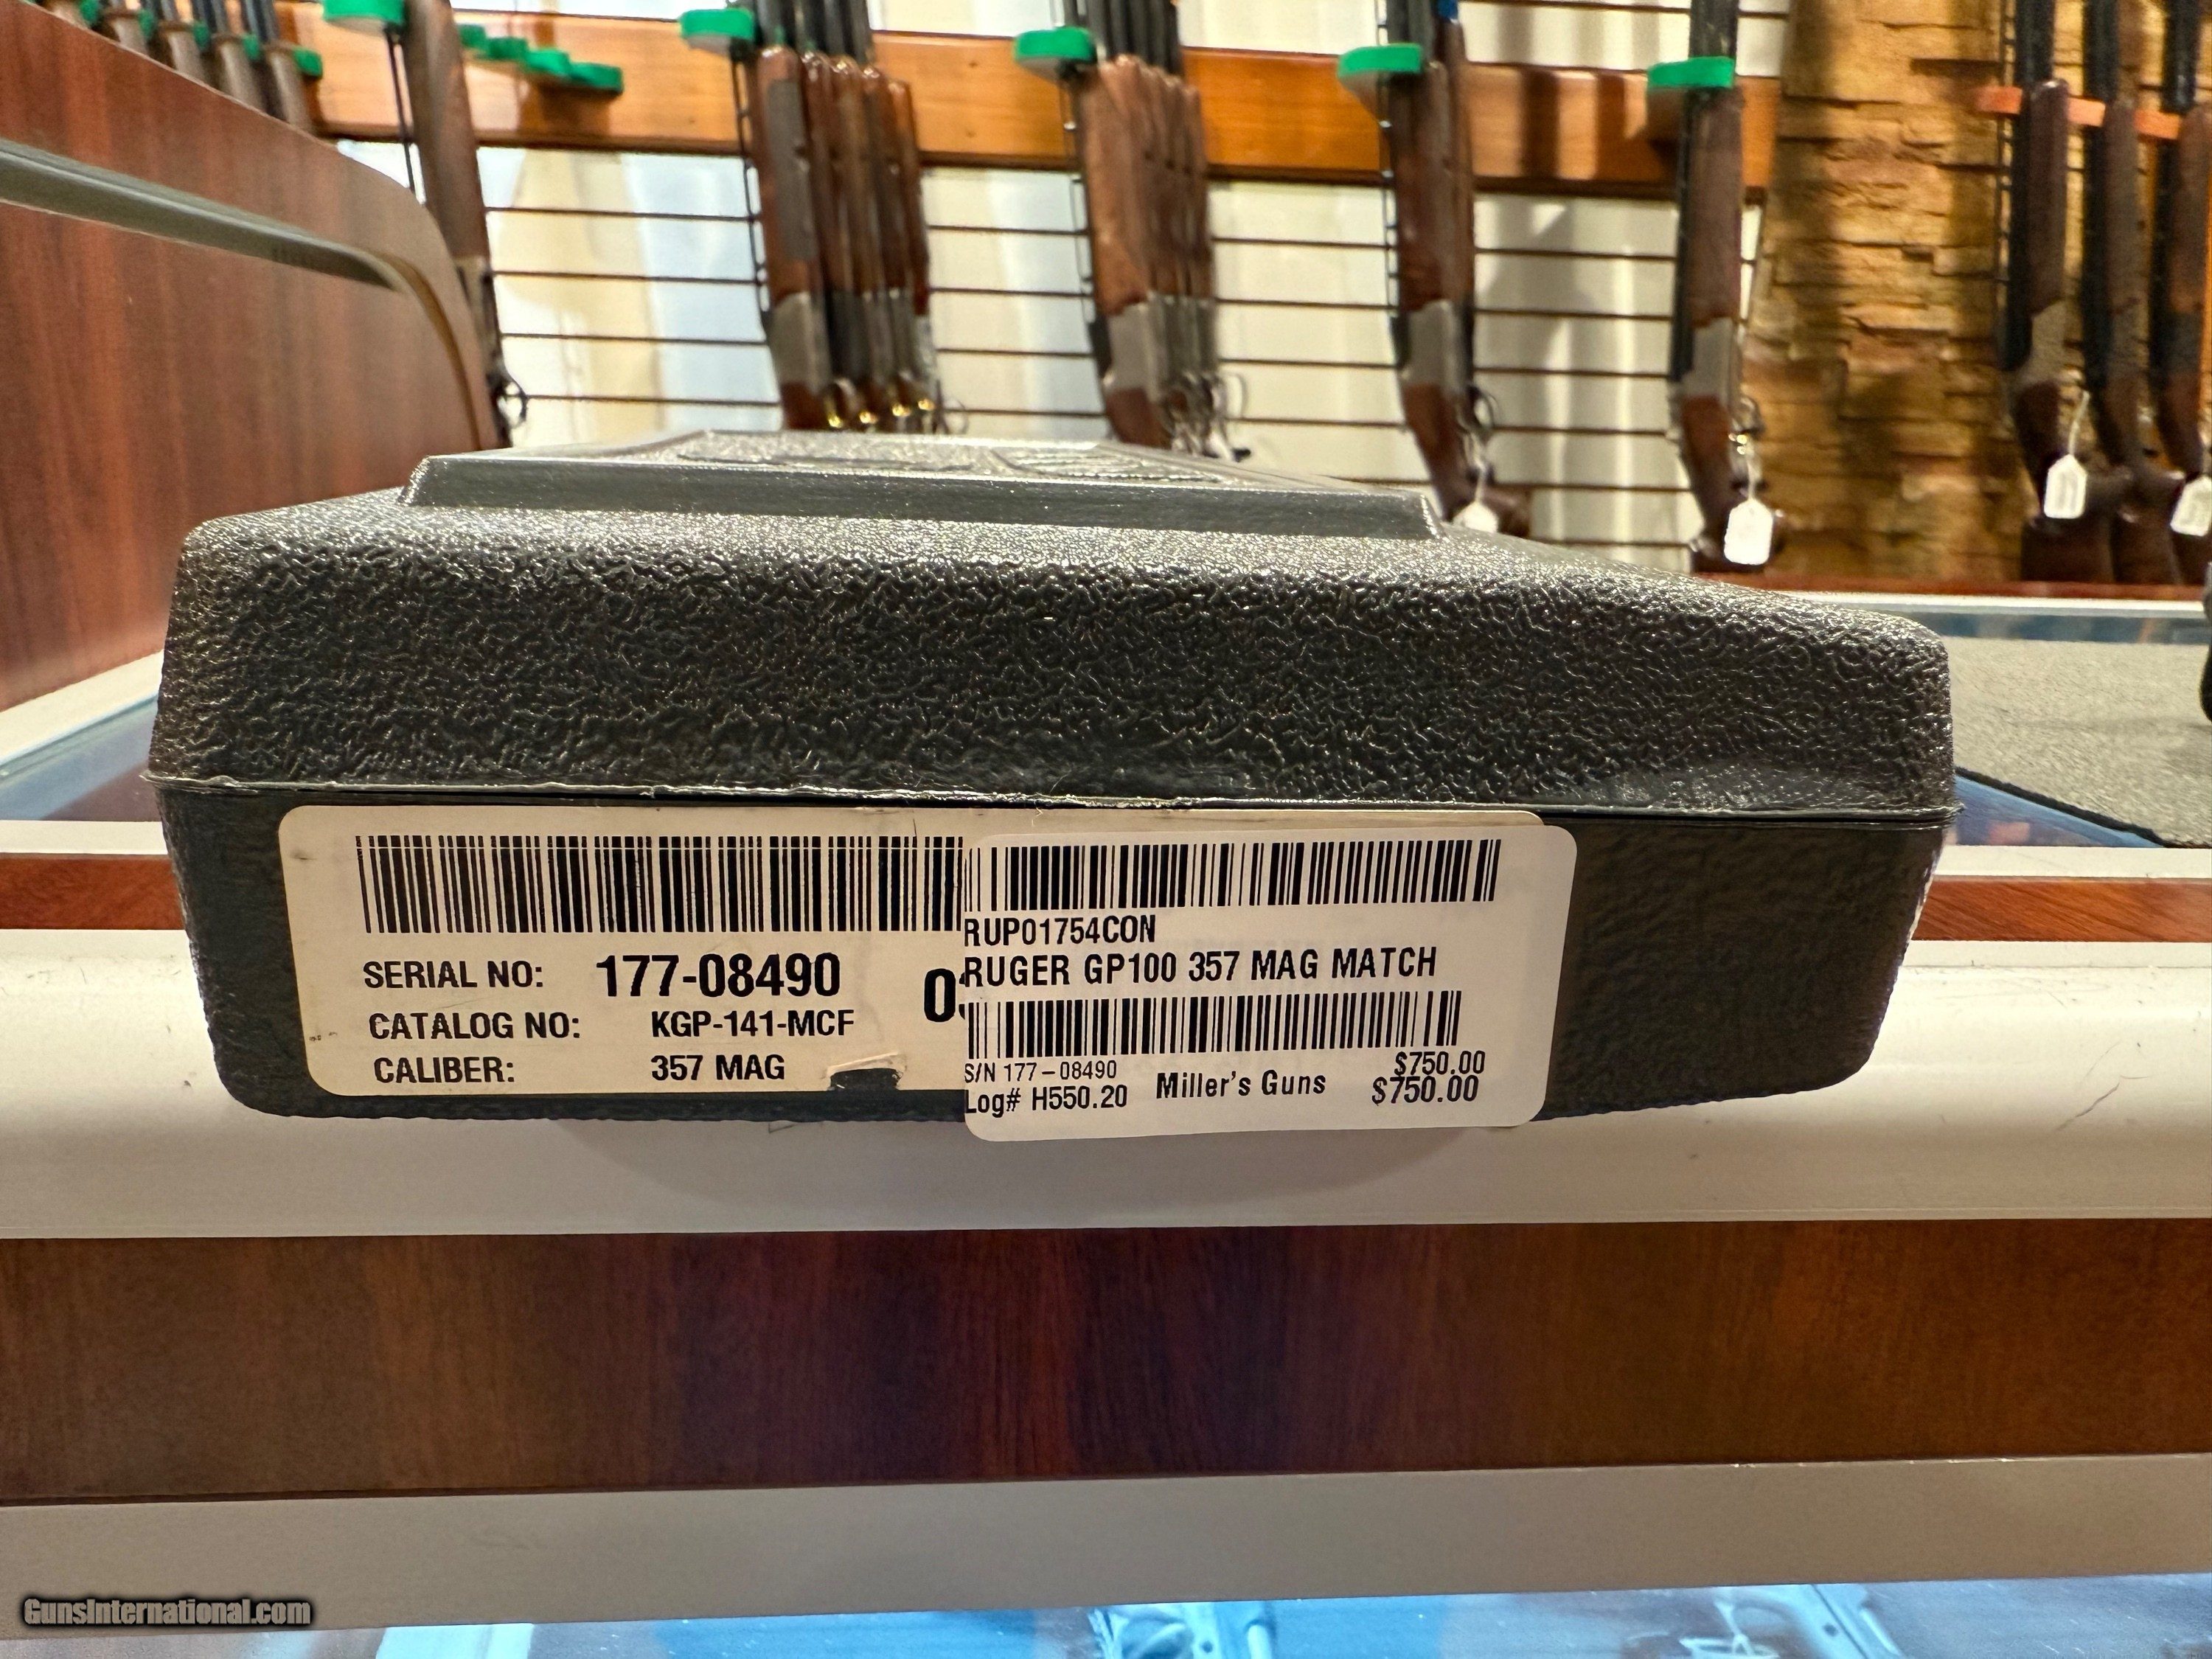 SERIAL NO: 177-08490
CATALOG NO: KGP-141-MCF
CALIBER: 357 MAG
RUP01754CON
RUGER GP100 357 MAG MATCH
$750.00
S/N 177-08490
Log# H550.20 Miller's Guns $750.00
GunsInternational.com